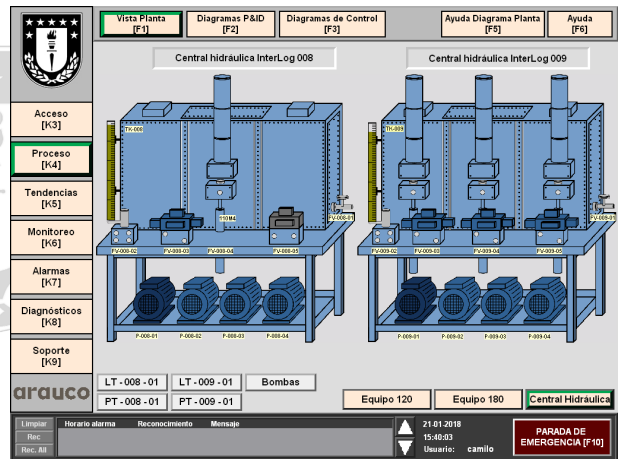 Vista Planta
[F1]
Diagramas P&ID
[F2]
Diagramas de Control
[F3]
Ayuda Diagrama Planta
[F5]
Ayuda
[F6]
Central hidráulica InterLog 008
Central hidráulica InterLog 009
Acceso
[K3]
Proceso
[K4]
Tendencias
[K5]
Monitoreo
[K6]
Alarmas
[K7]
Diagnósticos
[K8]
Soporte
[K9]
arauco
TK-008
TK-009
110M4
FV-008-01
FV-009-01
FV-008-02
FV-008-03
FV-008-04
FV-008-05
FV-009-02
FV-009-03
FV-009-04
FV-009-05
P-008-01
P-008-02
P-008-03
P-008-04
P-009-01
P-009-02
P-009-03
P-009-04
LT - 008 - 01
LT - 009 - 01
Bombas
PT - 008 - 01
PT - 009 - 01
Equipo 120
Equipo 180
Central Hidráulica
Limpiar
Rec
Rec. All
Horario alarma
Reconocimiento
Mensaje
21-01-2018
15:40:03
Usuario: camilo
PARADA DE
EMERGENCIA [F10]